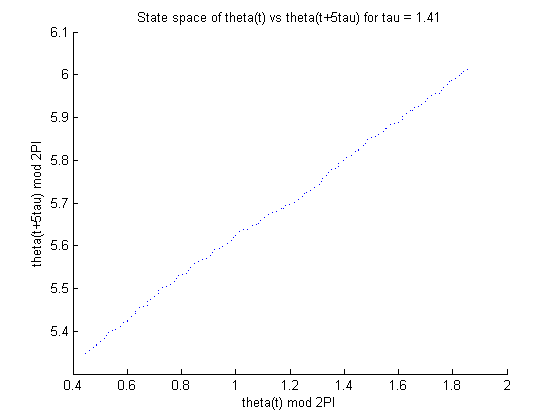 State space of theta(t) vs theta(t+5tau) for tau = 1.41
6.1
6
5.9
5.8
5.7
5.6
5.5
5.4
theta(t+5tau) mod 2PI
0.4 0.6 0.8 1 1.2 1.4 1.6 1.8 2
theta(t) mod 2PI